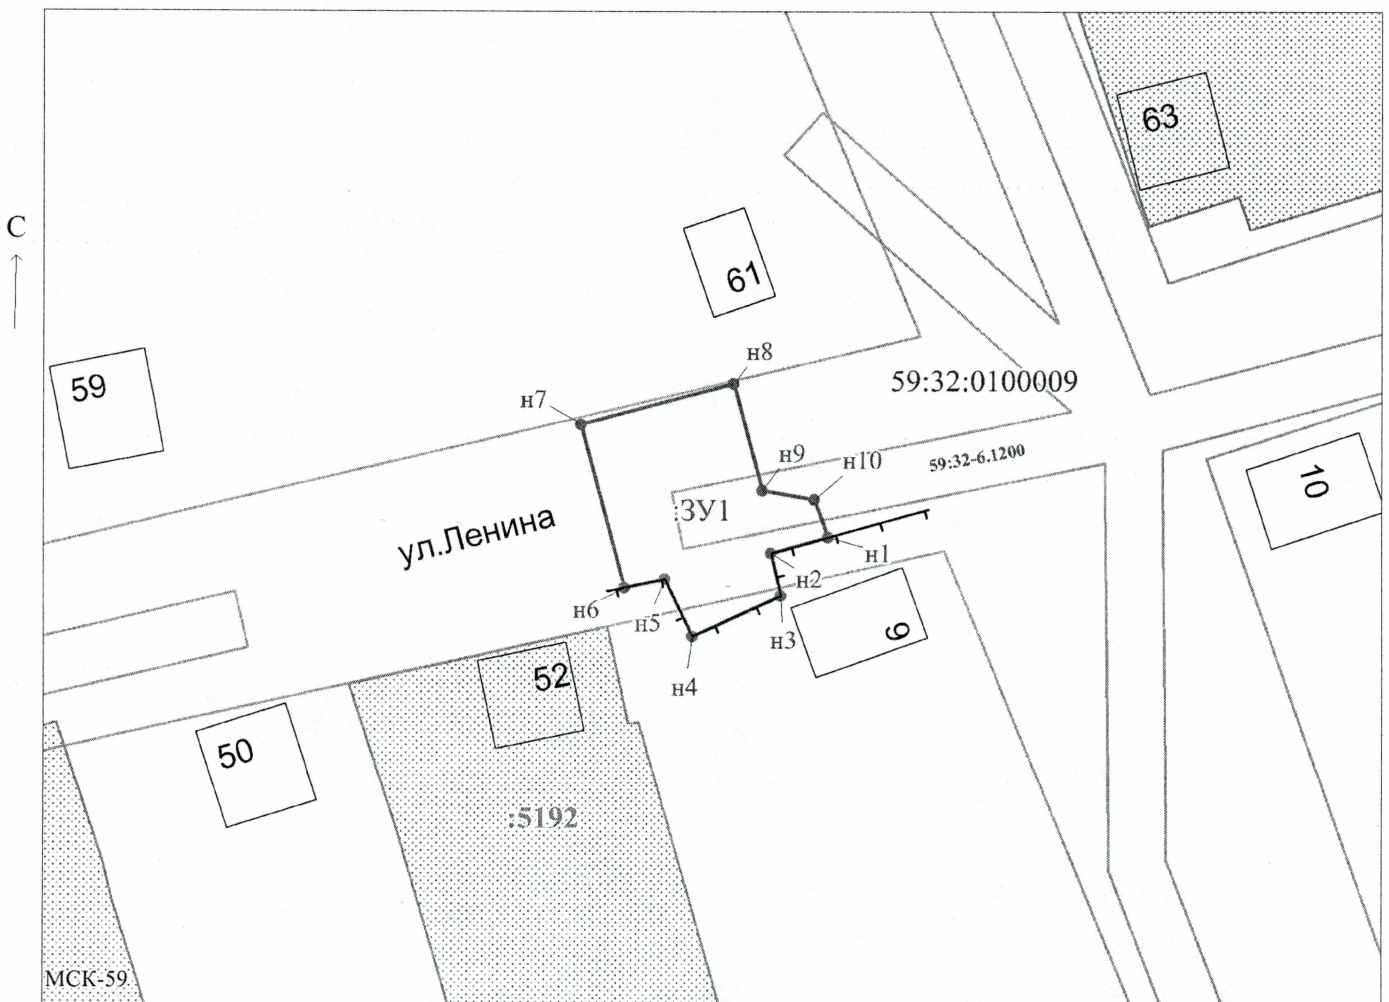 63
С
61
н8
59:32:0100009
59
н7
59:32-6.1200
н9
н10
10
:ЗУ1
ул.Ленина
н1
н2
н6
н5
н3
9
52
н4
50
:5192
МСК-59